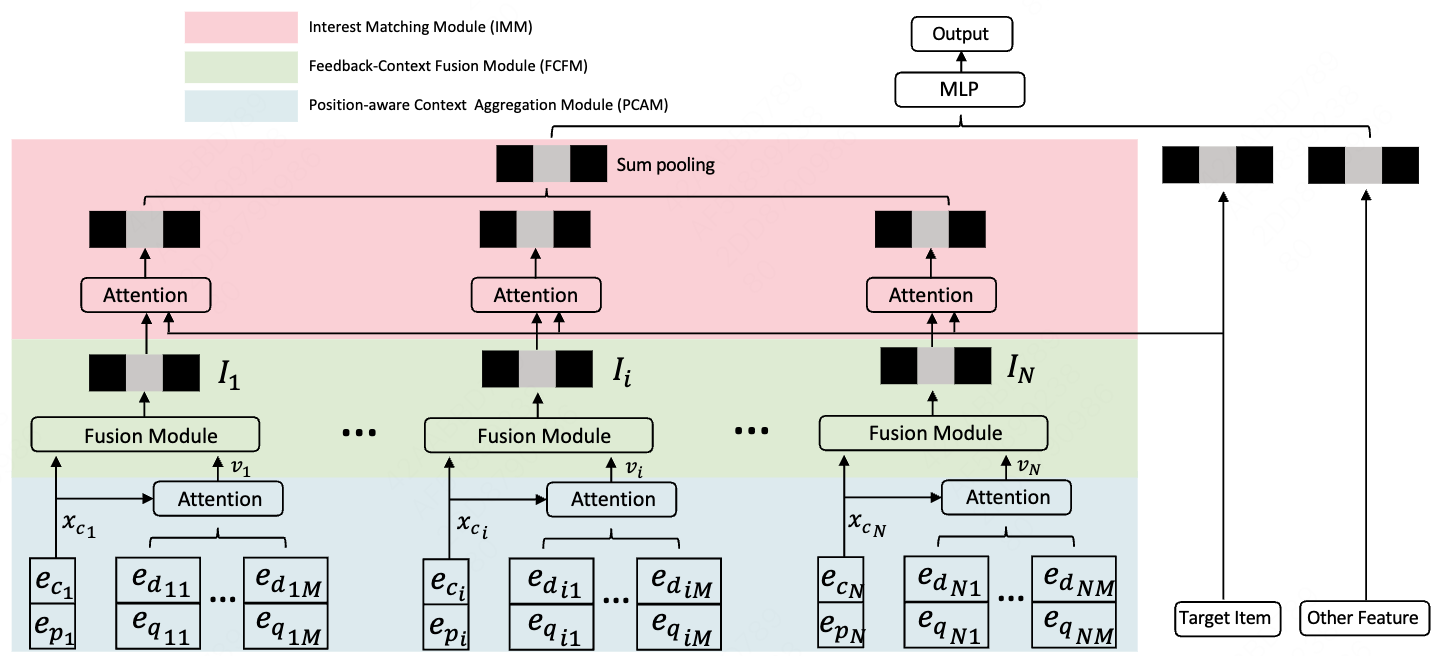 Interest Matching Module (IMM)
Feedback-Context Fusion Module (FCFM)
Position-aware Context Aggregation Module (PCAM)
Output
MLP
Sum pooling
Attention Attention Attention
I_1 I_i I_N
Fusion Module ... Fusion Module ... Fusion Module
v_1 v_i v_N
Attention Attention Attention
x_{c_1} x_{c_i} x_{c_N}
e_{c_1} e_{d_{11}} ... e_{d_{1M}} e_{c_i} e_{d_{i1}} ... e_{d_{iM}} e_{c_N} e_{d_{N1}} ... e_{d_{NM}}
e_{p_1} e_{q_{11}} e_{q_{1M}} e_{p_i} e_{q_{i1}} e_{q_{iM}} e_{p_N} e_{q_{N1}} e_{q_{NM}}
Target Item Other Feature